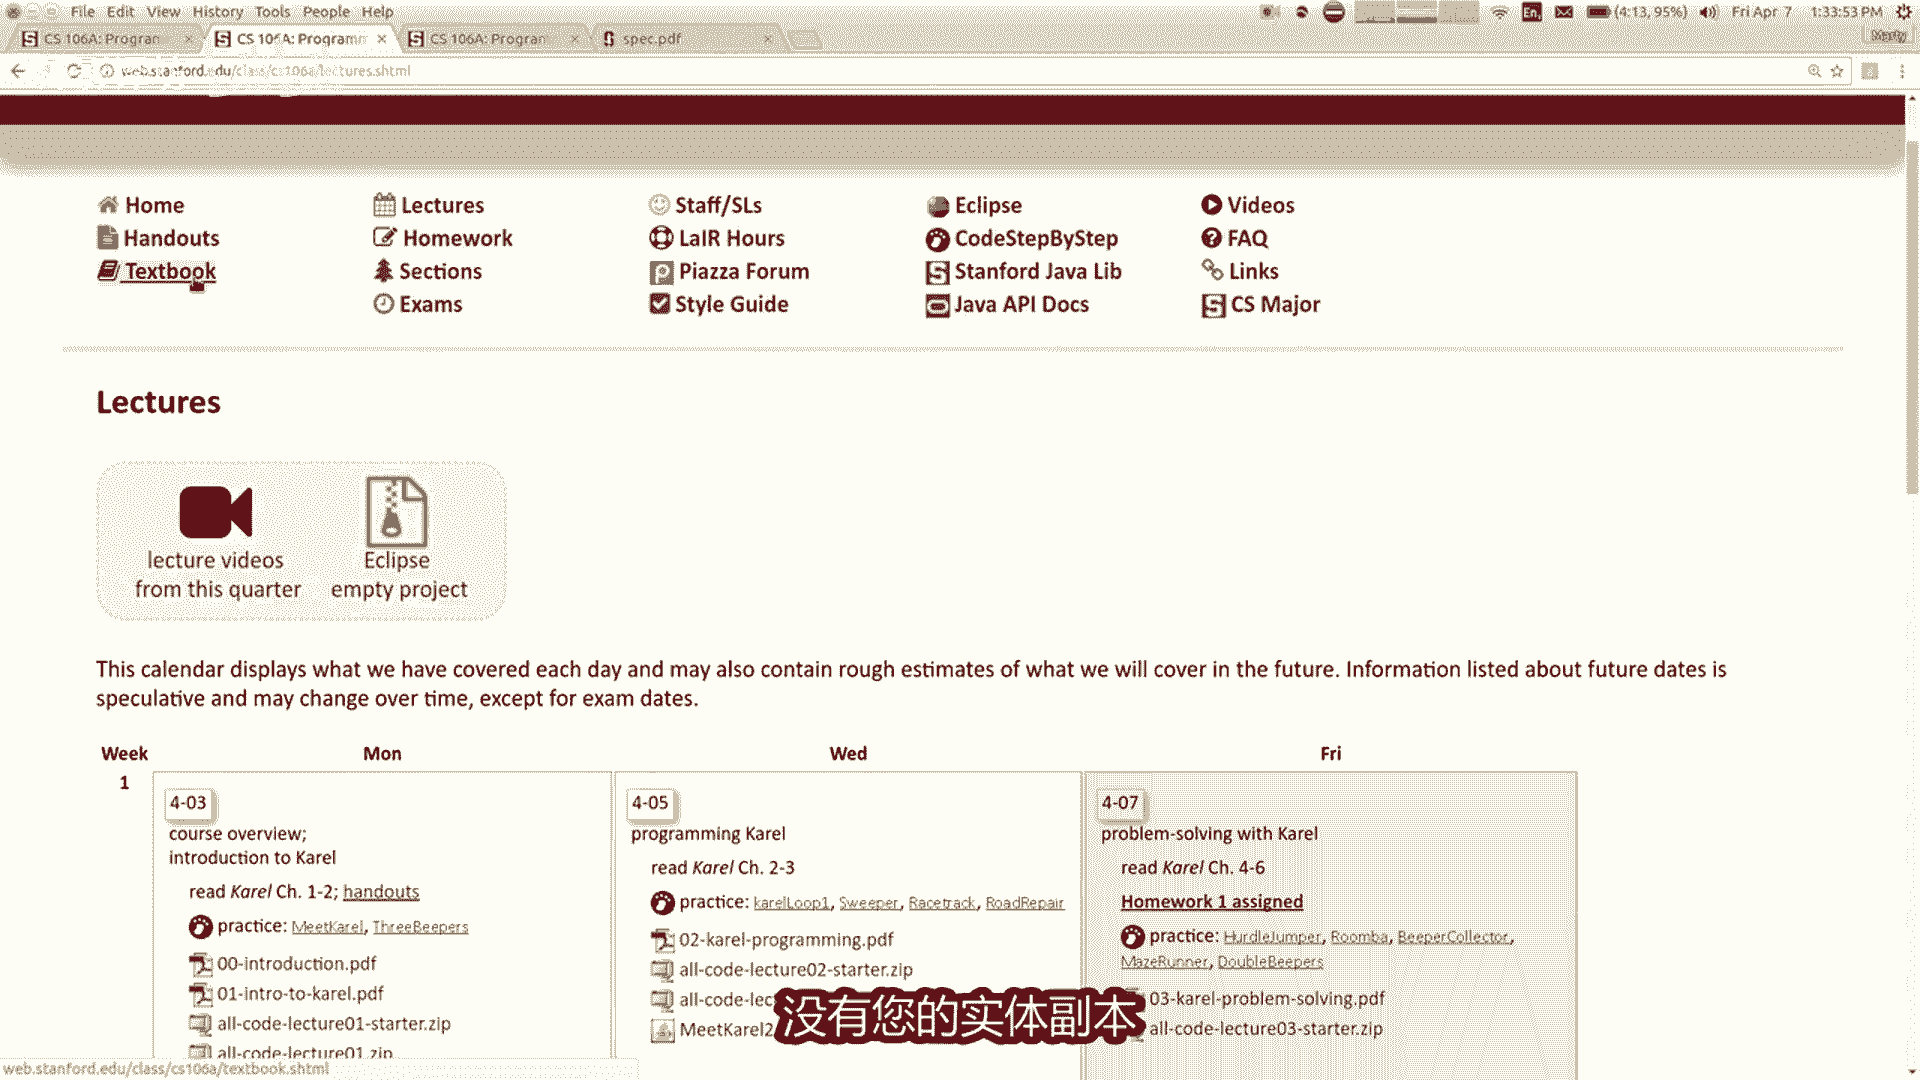 File Edit View History Tools People Help
En (4:13, 95%) Fri Apr 7 1:33:53 PM
CS 106A: Program CS 106A: Programm CS 106A: Program spec.pdf Marty
web.stanford.edu/class/cs106a/lectures.shtml
Home Lectures Staff/SLs Eclipse Videos
Handouts Homework LaIR Hours CodeStepByStep FAQ
Textbook Sections Piazza Forum Stanford Java Lib Links
Exams Style Guide Java API Docs CS Major
Lectures
lecture videos
from this quarter
Eclipse
empty project
This calendar displays what we have covered each day and may also contain rough estimates of what we will cover in the future. Information listed about future dates is
speculative and may change over time, except for exam dates.
Week Mon Wed Fri
1
4-03
course overview;
introduction to Karel
read Karel Ch. 1-2; handouts
practice: MeetKarel, ThreeBeepers
00-introduction.pdf
01-intro-to-karel.pdf
all-code-lecture01-starter.zip
all-code-lecture01.zip
4-05
programming Karel
read Karel Ch. 2-3
practice: karelLoop1, Sweeper, Racetrack, RoadRepair
02-karel-programming.pdf
all-code-lecture02-starter.zip
all-code-lec
MeetKarel2
4-07
problem-solving with Karel
read Karel Ch. 4-6
Homework 1 assigned
practice: HurdleJumper, Roomba, BeeperCollector,
MazeRunner, DoubleBeepers
03-karel-problem-solving.pdf
all-code-lecture03-starter.zip
没有您的实体副本
web.stanford.edu/class/cs106a/textbook.shtml